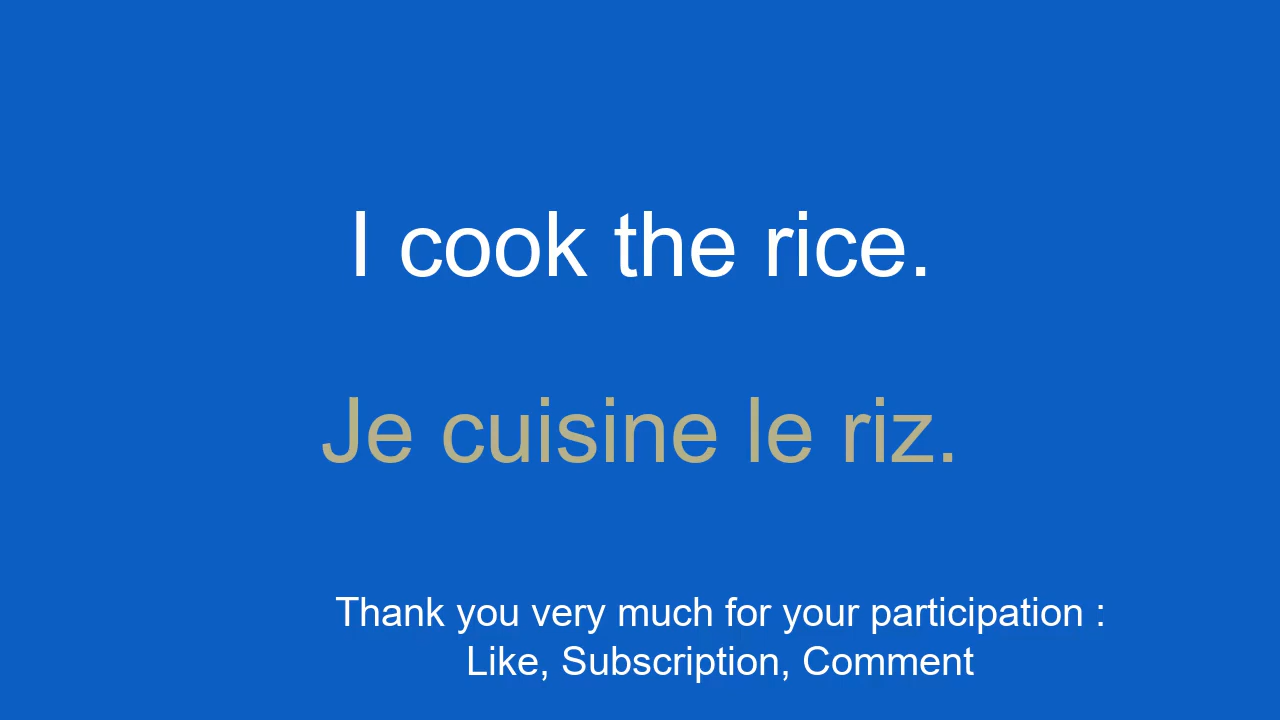 I cook the rice.
Je cuisine le riz.
Thank you very much for your participation :
Like, Subscription, Comment